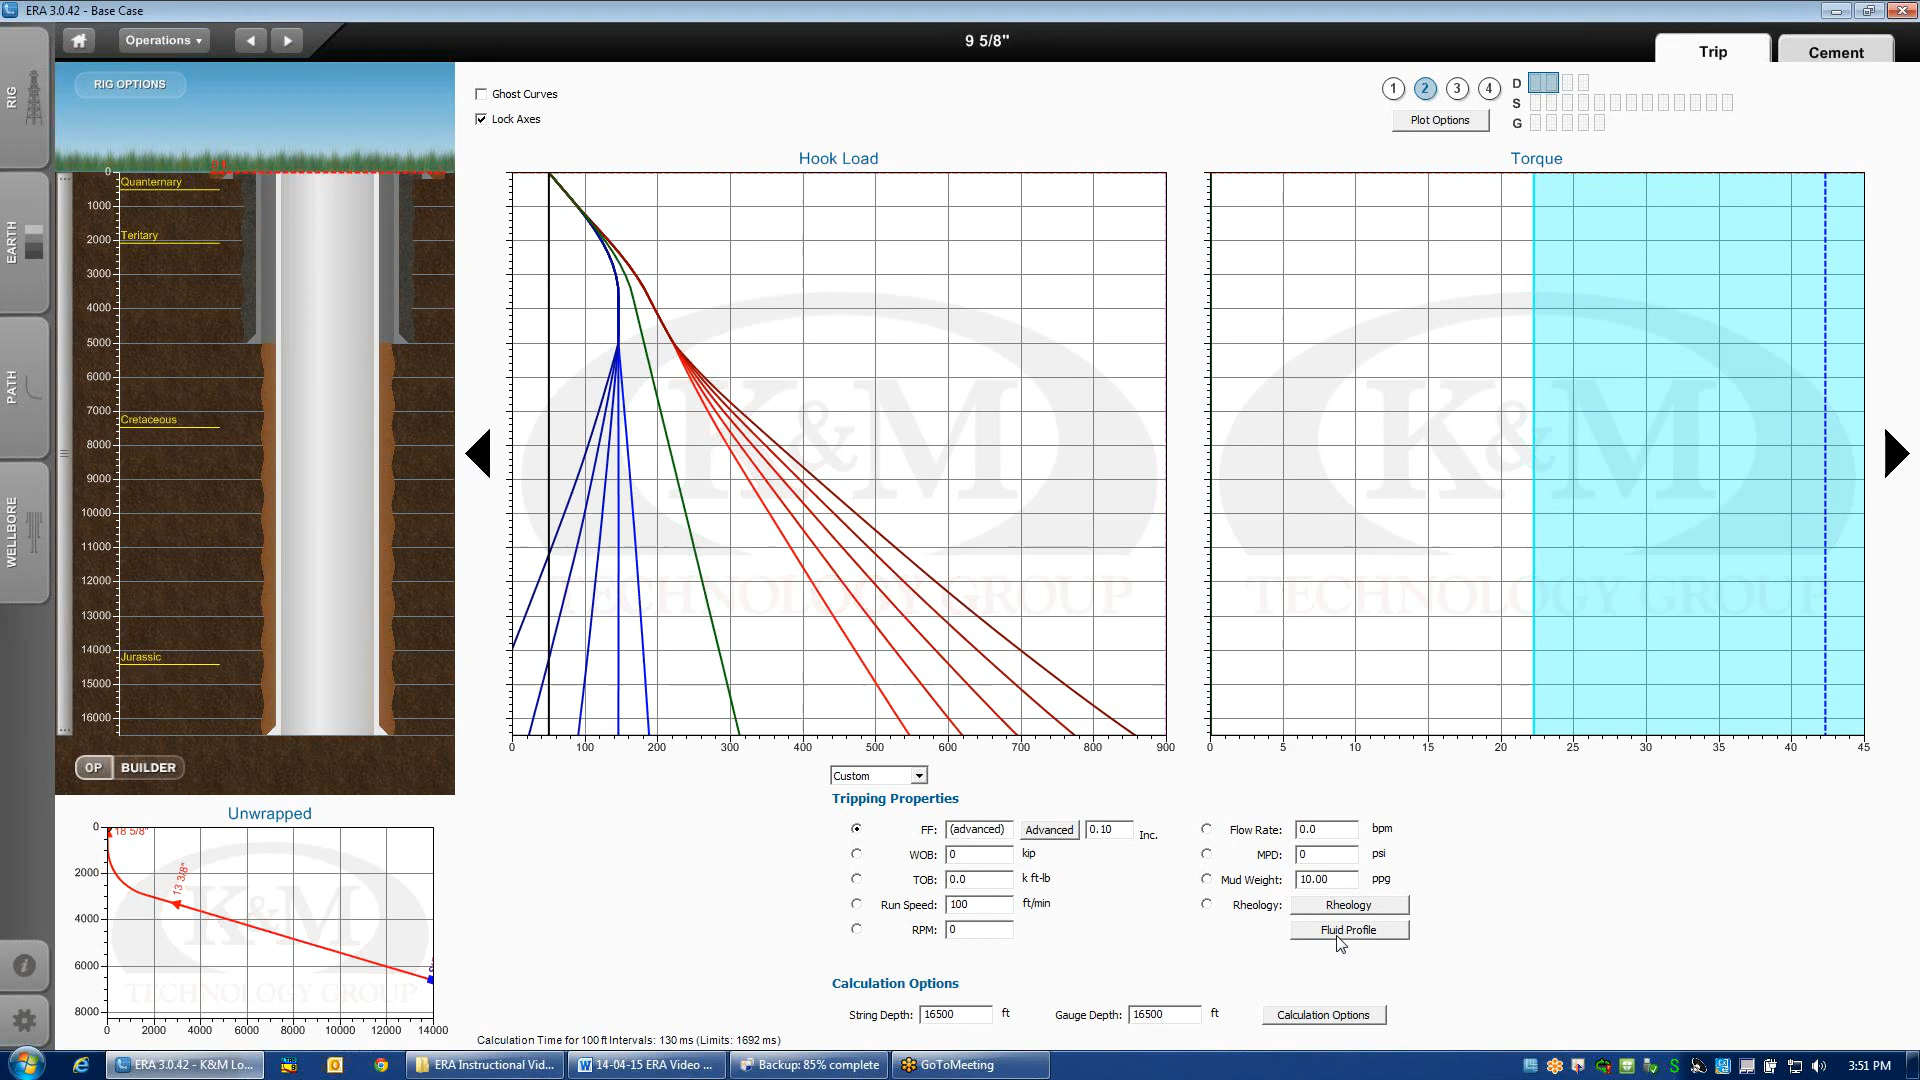 ERA 3.0.42 - Base Case
Operations
9 5/8"
Trip
Cement
RIG
EARTH
PATH
WELLBORE
RIG OPTIONS
Ghost Curves
Lock Axes
1 2 3 4
Plot Options
D
S
G
Hook Load
Torque
0
1000
2000
3000
4000
5000
6000
7000
8000
9000
10000
11000
12000
13000
14000
15000
16000
Quanternary
Teritary
Cretaceous
Jurassic
K&M
TECHNOLOGY GROUP
0 100 200 300 400 500 600 700 800 900
K&M
TECHNOLOGY GROUP
0 5 10 15 20 25 30 35 40 45
OP BUILDER
Custom
Tripping Properties
FF: (advanced) Advanced 0.10 Inc.
WOB: 0 kip
TOB: 0.0 k ft-lb
Run Speed: 100 ft/min
RPM: 0
Flow Rate: 0.0 bpm
MPD: 0 psi
Mud Weight: 10.00 ppg
Rheology: Rheology
Fluid Profile
Calculation Options
String Depth: 16500 ft Gauge Depth: 16500 ft Calculation Options
Unwrapped
0
2000
4000
6000
8000
18 5/8"
13 3/8"
K&M
TECHNOLOGY GROUP
0 2000 4000 6000 8000 10000 12000 14000
Calculation Time for 100 ft Intervals: 130 ms (Limits: 1692 ms)
ERA 3.0.42 - K&M Lo...
ERA Instructional Vid...
14-04-15 ERA Video ...
Backup: 85% complete
GoToMeeting
3:51 PM